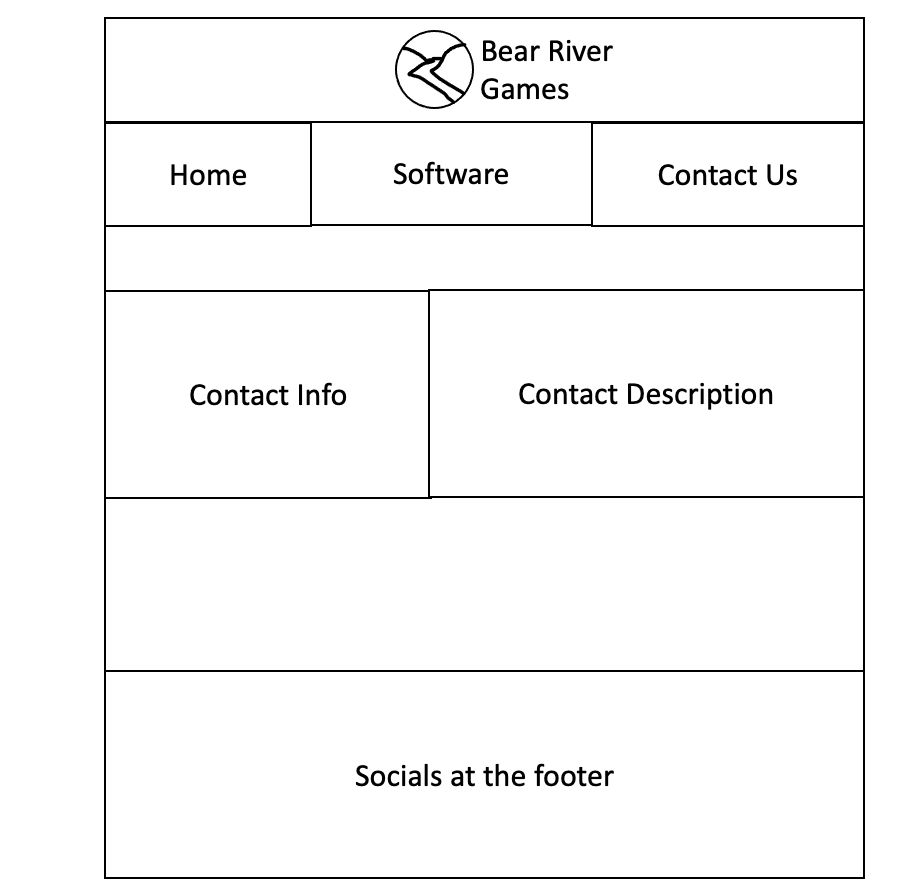 Bear River
Games
Home
Software
Contact Us
Contact Info
Contact Description
Socials at the footer